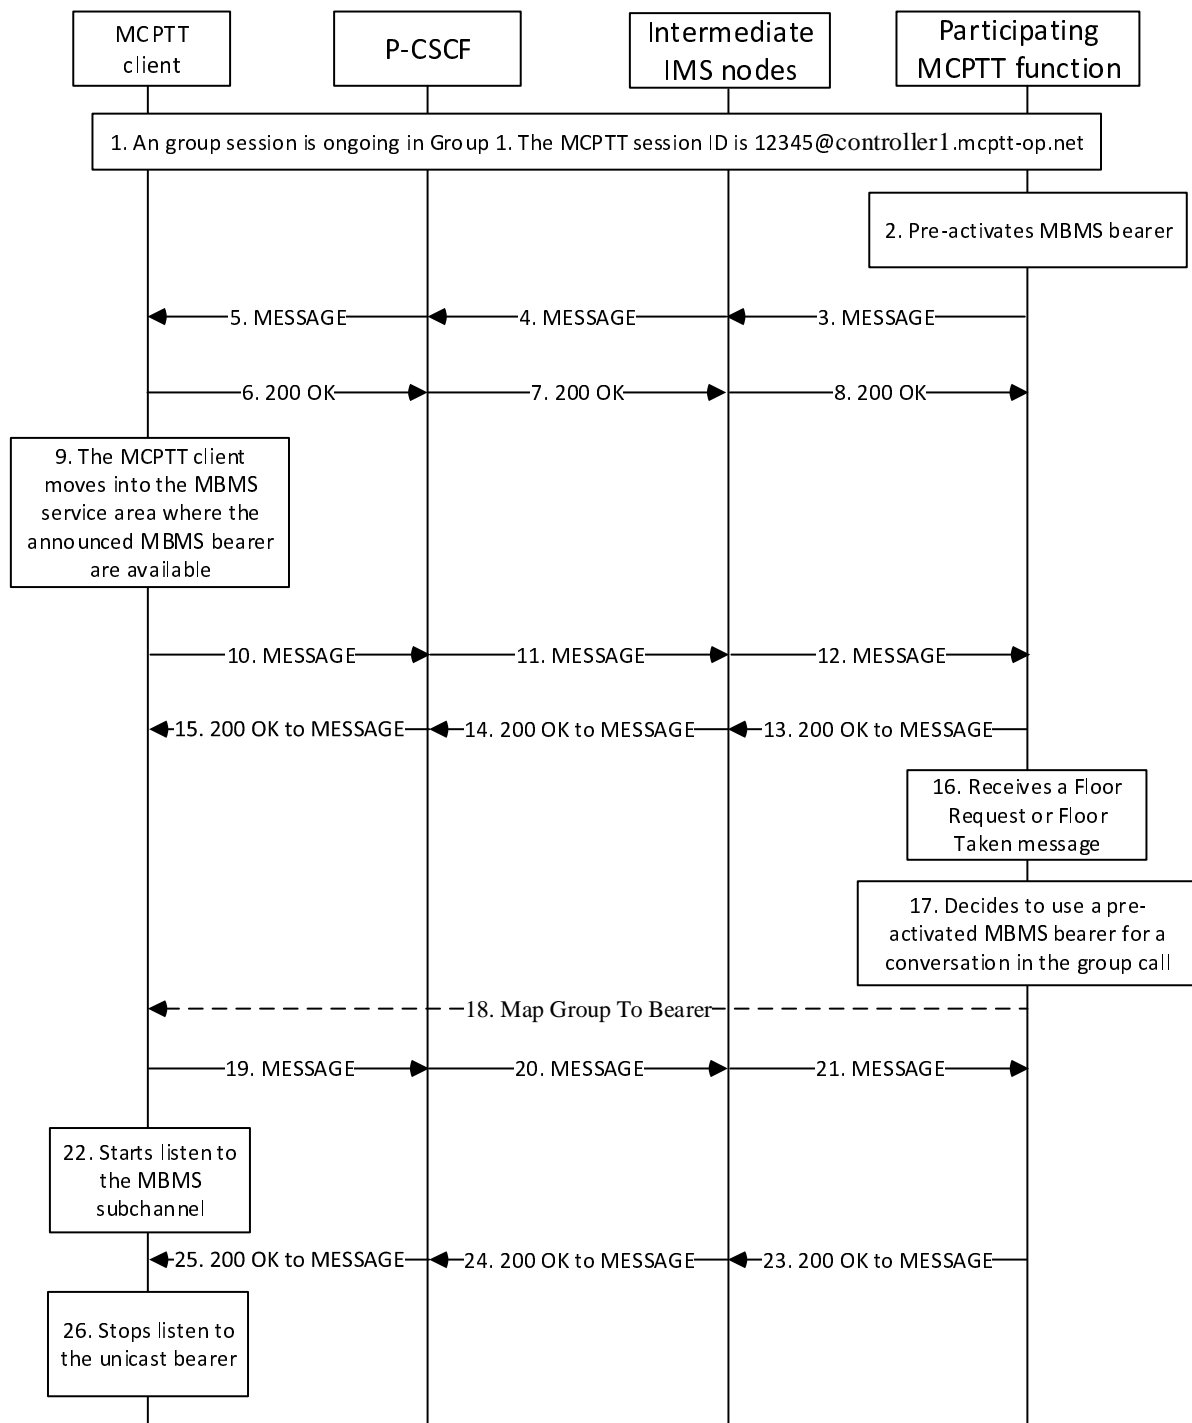 MCPTT
client
P-CSCF
Intermediate
IMS nodes
Participating
MCPTT function
1. An group session is ongoing in Group 1. The MCPTT session ID is 12345@controller1.mcptt-op.net
2. Pre-activates MBMS bearer
5. MESSAGE
4. MESSAGE
3. MESSAGE
6. 200 OK
7. 200 OK
8. 200 OK
9. The MCPTT client
moves into the MBMS
service area where the
announced MBMS bearer
are available
10. MESSAGE
11. MESSAGE
12. MESSAGE
15. 200 OK to MESSAGE
14. 200 OK to MESSAGE
13. 200 OK to MESSAGE
16. Receives a Floor
Request or Floor
Taken message
17. Decides to use a pre-
activated MBMS bearer for a
conversation in the group call
18. Map Group To Bearer
19. MESSAGE
20. MESSAGE
21. MESSAGE
22. Starts listen to
the MBMS
subchannel
25. 200 OK to MESSAGE
24. 200 OK to MESSAGE
23. 200 OK to MESSAGE
26. Stops listen to
the unicast bearer